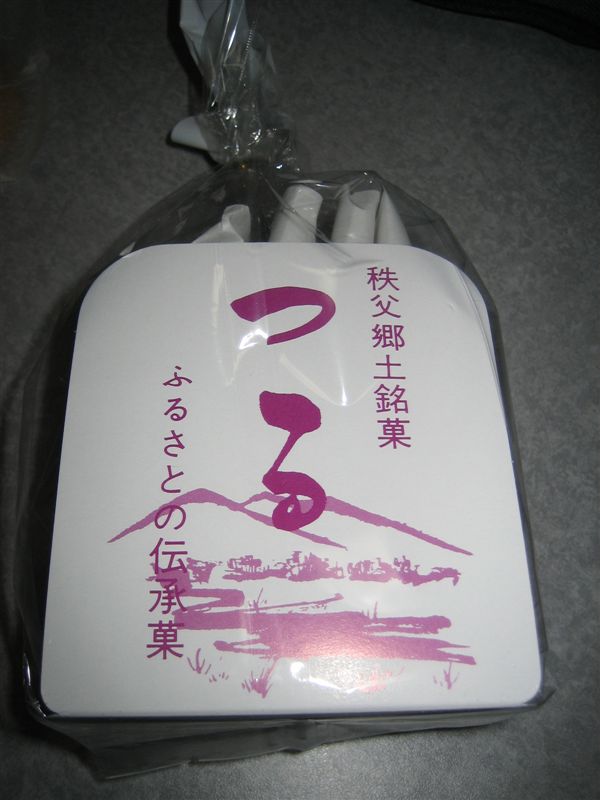 秩父郷土銘菓
つる
ふるさとの伝承菓